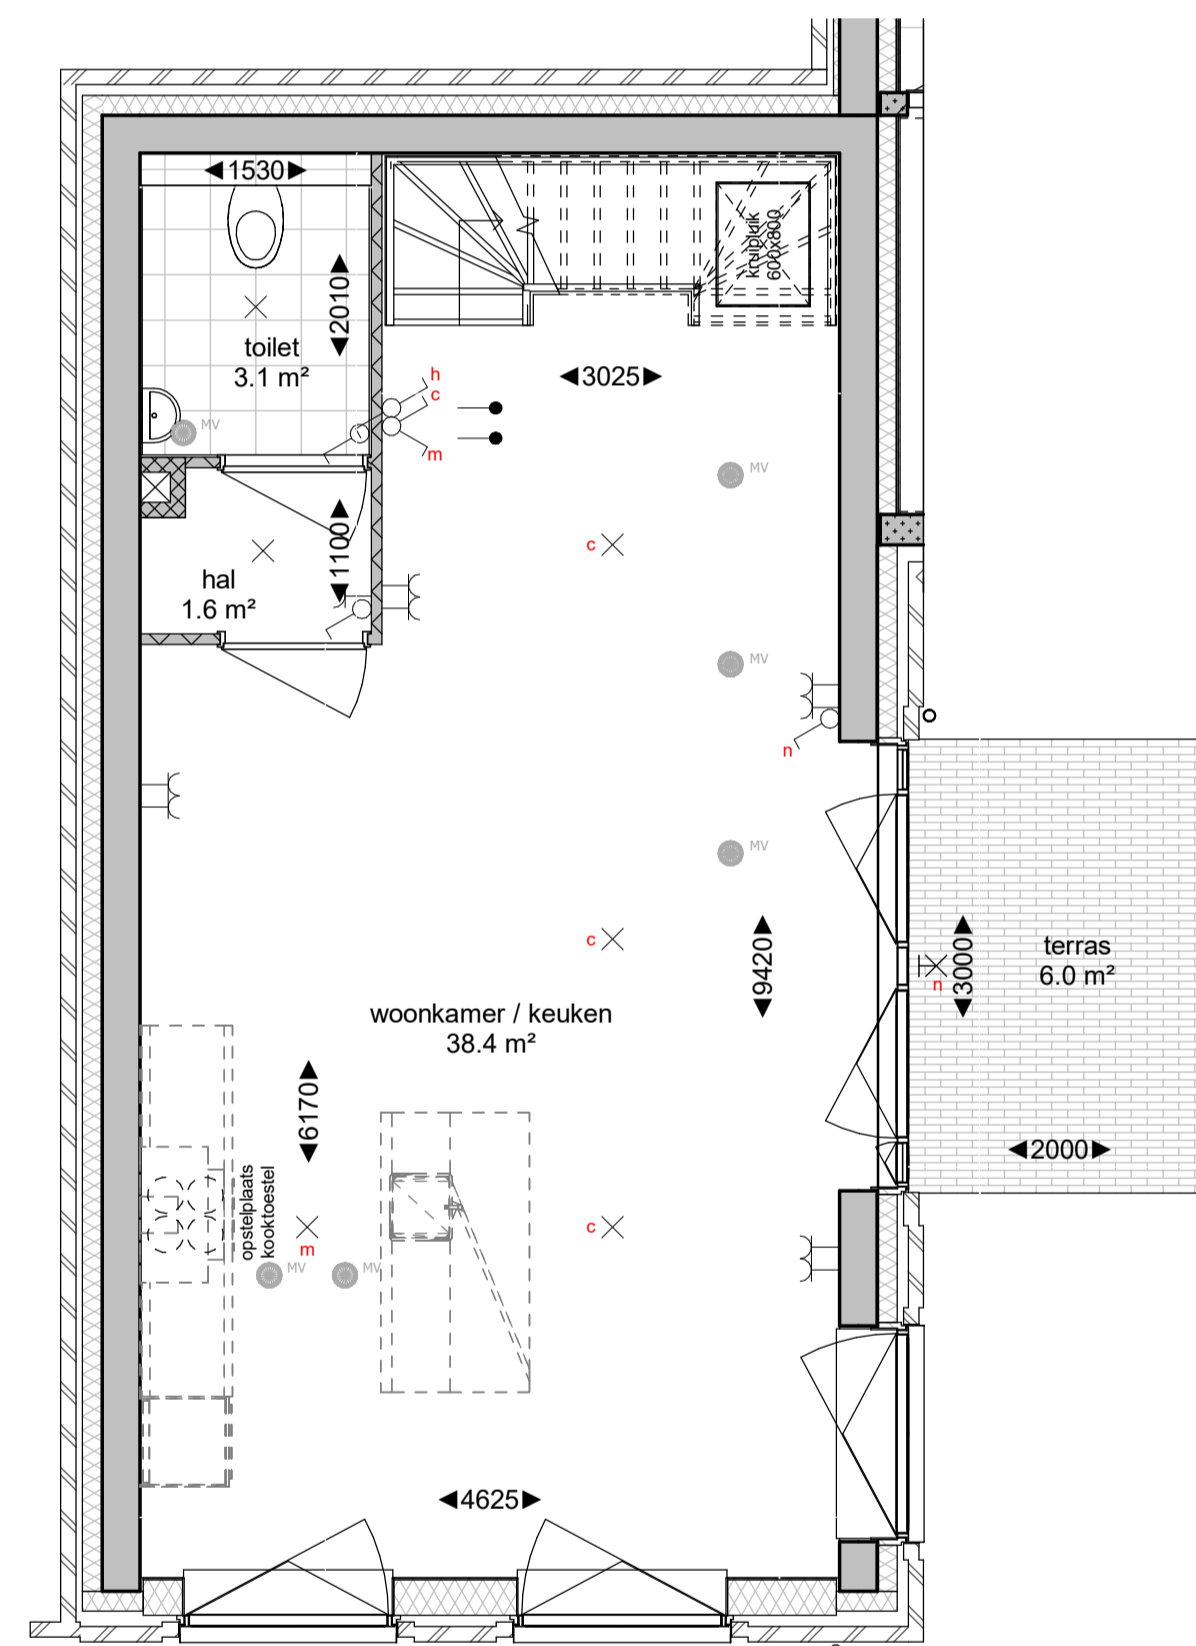 1530
kruipluik
600x800
2010
toilet
3.1 m²
3025
h
c
m
MV
MV
c
1100
hal
1.6 m²
MV
n
MV
c
9420
3000
n
terras
6.0 m²
woonkamer / keuken
38.4 m²
6170
2000
opstelplaats
kooktoestel
m
c
MV
MV
4625